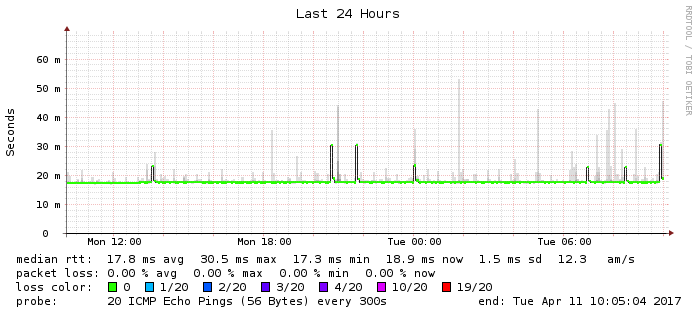 Last 24 Hours
RRDTOOL / TOBI OETIKER
Seconds
60 m
50 m
40 m
30 m
20 m
10 m
0
Mon 12:00 Mon 18:00 Tue 00:00 Tue 06:00
median rtt: 17.8 ms avg 30.5 ms max 17.3 ms min 18.9 ms now 1.5 ms sd 12.3 am/s
packet loss: 0.00 % avg 0.00 % max 0.00 % min 0.00 % now
loss color: 0 1/20 2/20 3/20 4/20 10/20 19/20
probe: 20 ICMP Echo Pings (56 Bytes) every 300s end: Tue Apr 11 10:05:04 2017